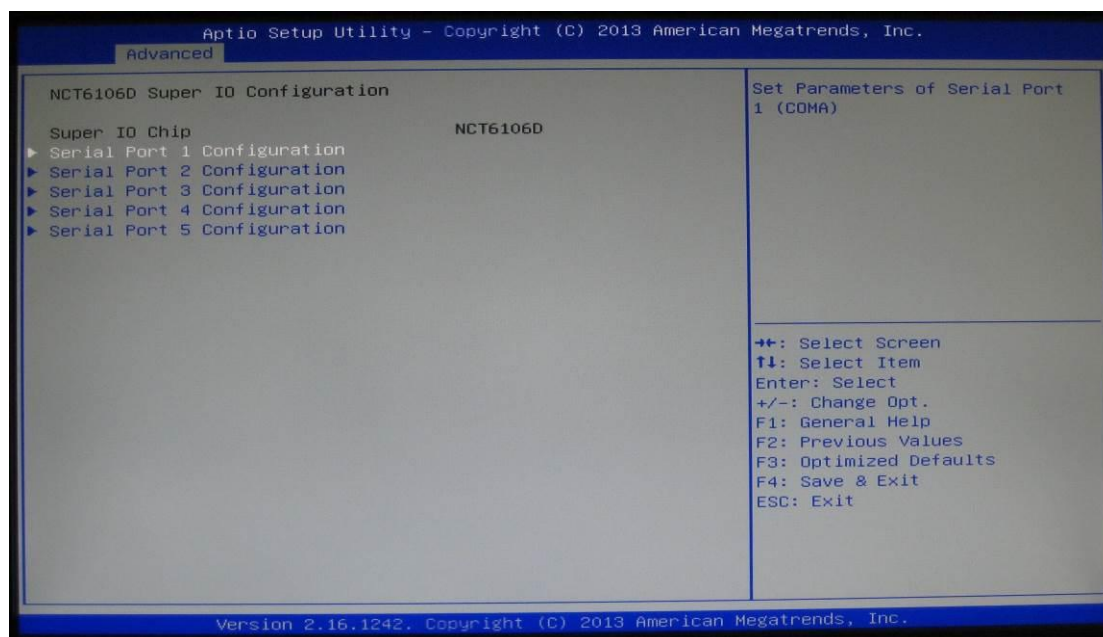 Aptio Setup Utility – Copyright (C) 2013 American Megatrends, Inc.
Advanced
NCT6106D Super IO Configuration
Super IO Chip NCT6106D
► Serial Port 1 Configuration
► Serial Port 2 Configuration
► Serial Port 3 Configuration
► Serial Port 4 Configuration
► Serial Port 5 Configuration
Set Parameters of Serial Port
1 (COMA)
→←: Select Screen
↑↓: Select Item
Enter: Select
+/-: Change Opt.
F1: General Help
F2: Previous Values
F3: Optimized Defaults
F4: Save & Exit
ESC: Exit
Version 2.16.1242. Copyright (C) 2013 American Megatrends, Inc.